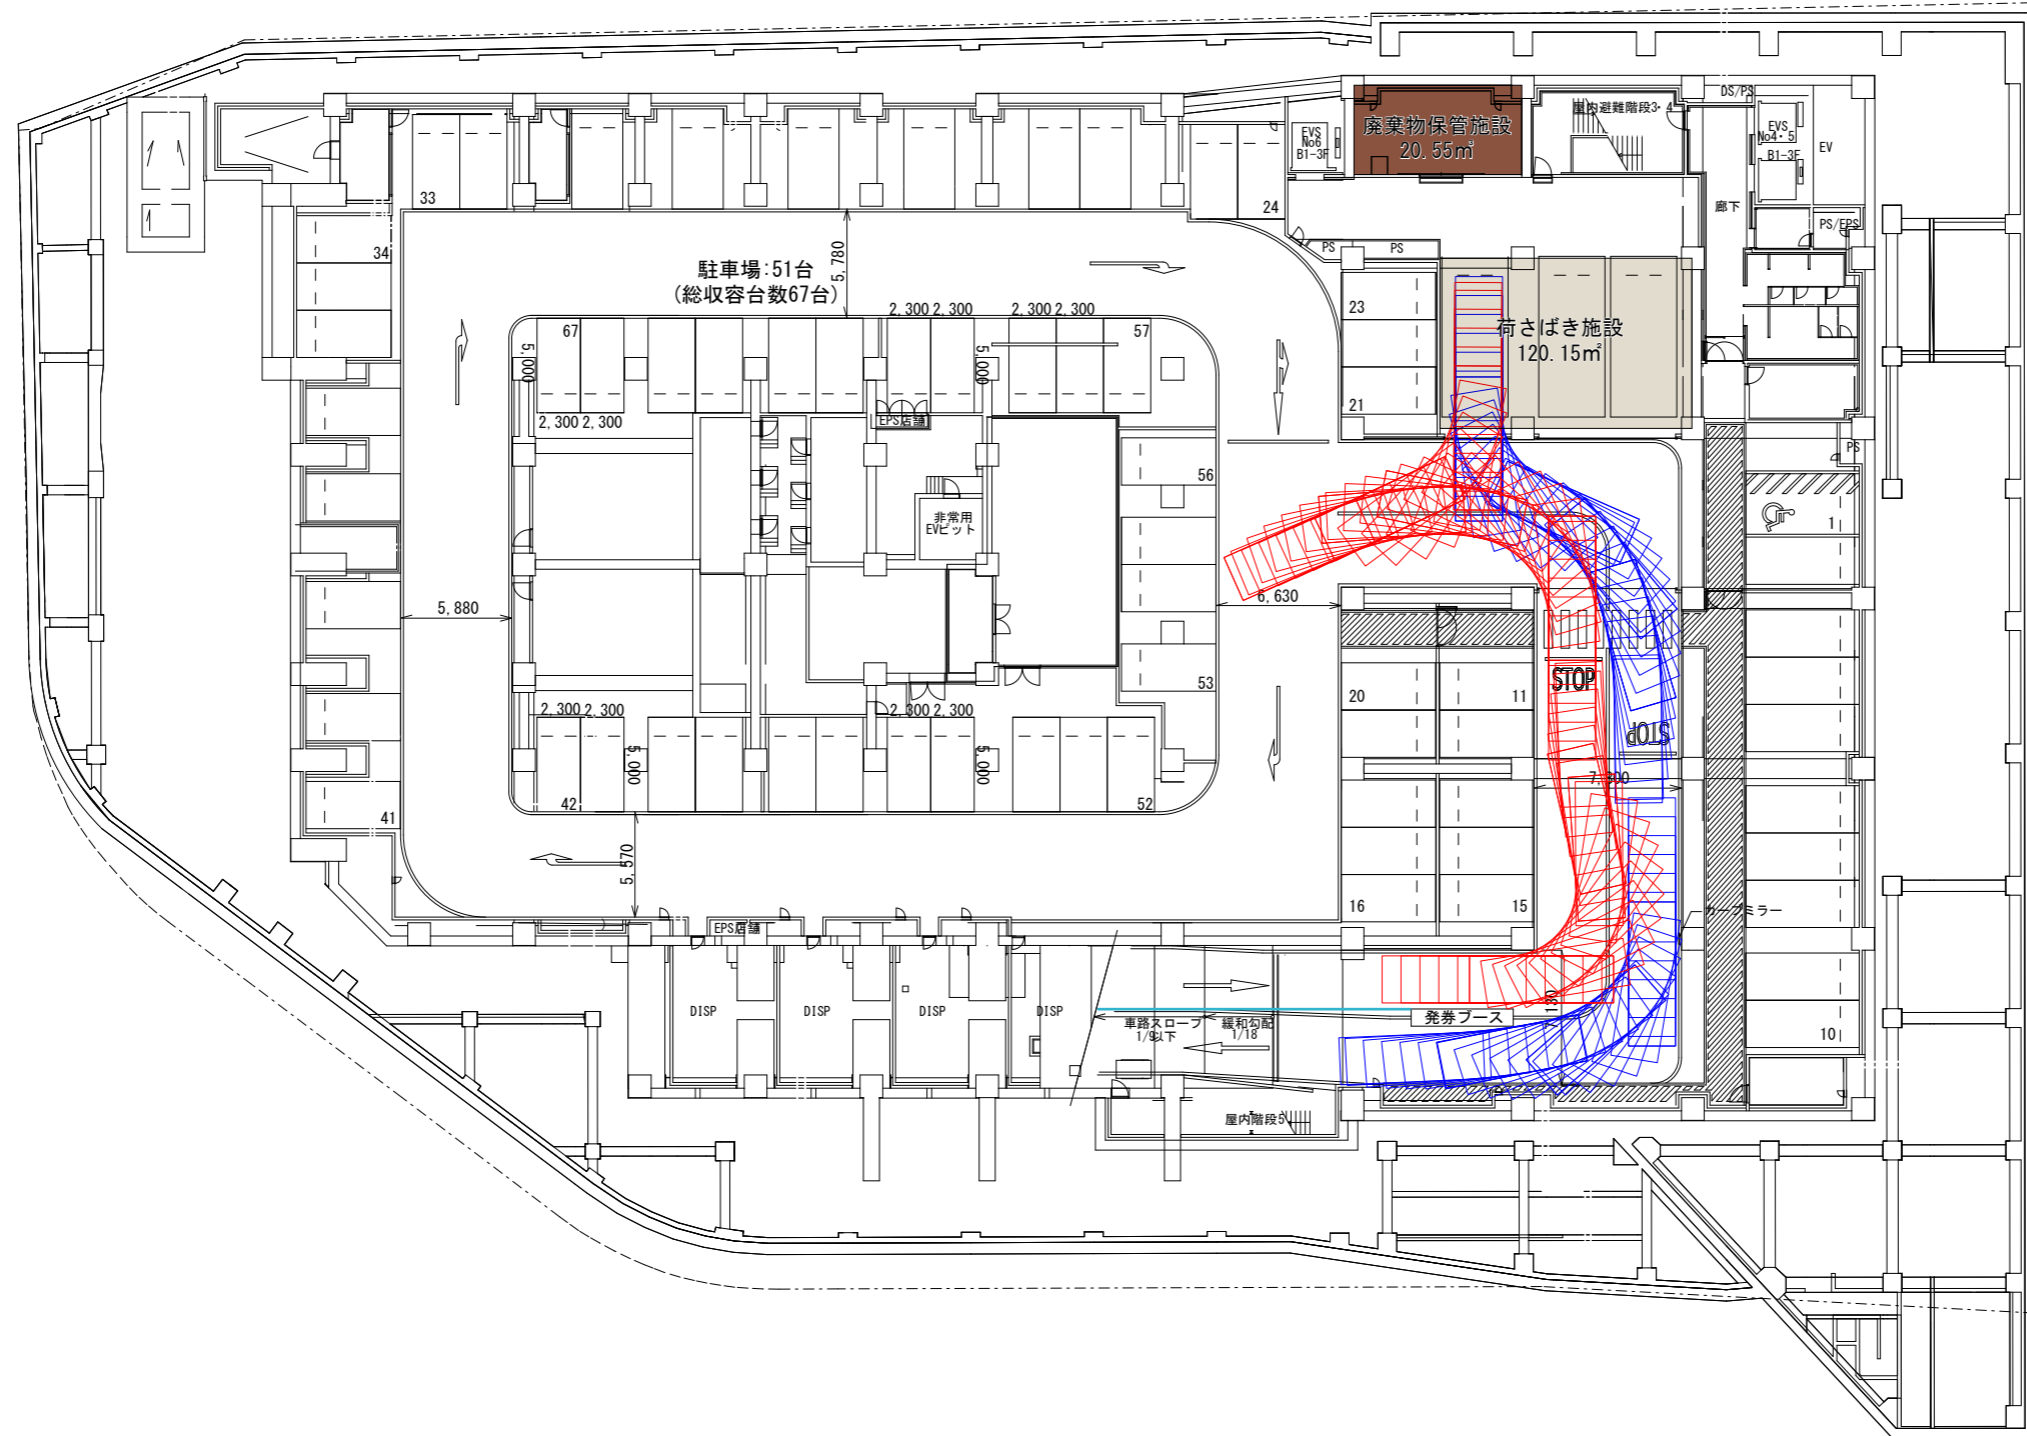 DS/PS
屋内避難階段3・4
廃棄物保管施設
20.55㎡
EVS
No6
B1-3F
EVS
No4・5
B1-3F
EV
33
24
廊下
PS/EPS
34
PS
PS
駐車場:51台
(総収容台数67台)
5,780
23
荷さばき施設
120.15㎡
2,300 2,300
2,300 2,300
67
57
5,000
5,000
21
2,300 2,300
EPS店舗
PS
56
非常用
EVピット
1
5,880
6,630
53
20
11
STOP
STOP
2,300 2,300
2,300 2,300
5,000
5,000
7,300
42
52
41
5,570
16
15
カーブミラー
EPS店舗
DISP
DISP
DISP
DISP
発券ブース
車路スロープ
1/9以下
緩和勾配
1/18
10
屋内階段5